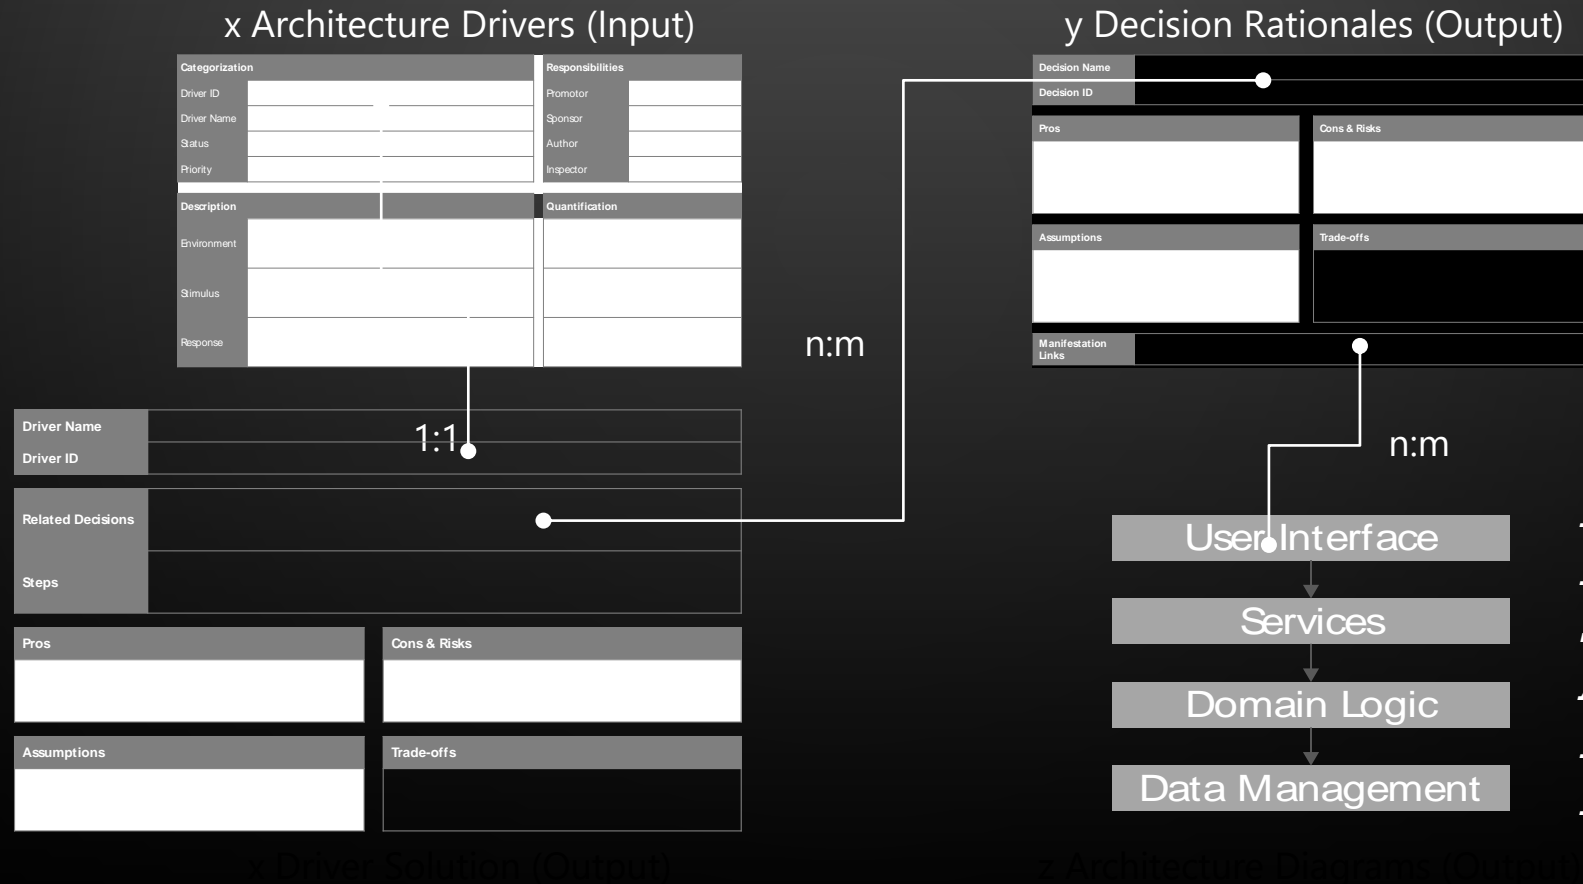 x Architecture Drivers (Input)
Categorization
Responsibilities
Driver ID
Promotor
Driver Name
Sponsor
Status
Author
Priority
Inspector
Description
Quantification
Environment
Stimulus
Response
1:1
Driver Name
Driver ID
Related Decisions
Steps
Pros
Cons & Risks
Assumptions
Trade-offs
x Driver Solution (Output)
n:m
y Decision Rationales (Output)
Decision Name
Decision ID
Pros
Cons & Risks
Assumptions
Trade-offs
Manifestation
Links
n:m
User Interface
Services
Domain Logic
Data Management
z Architecture Diagrams (Output)